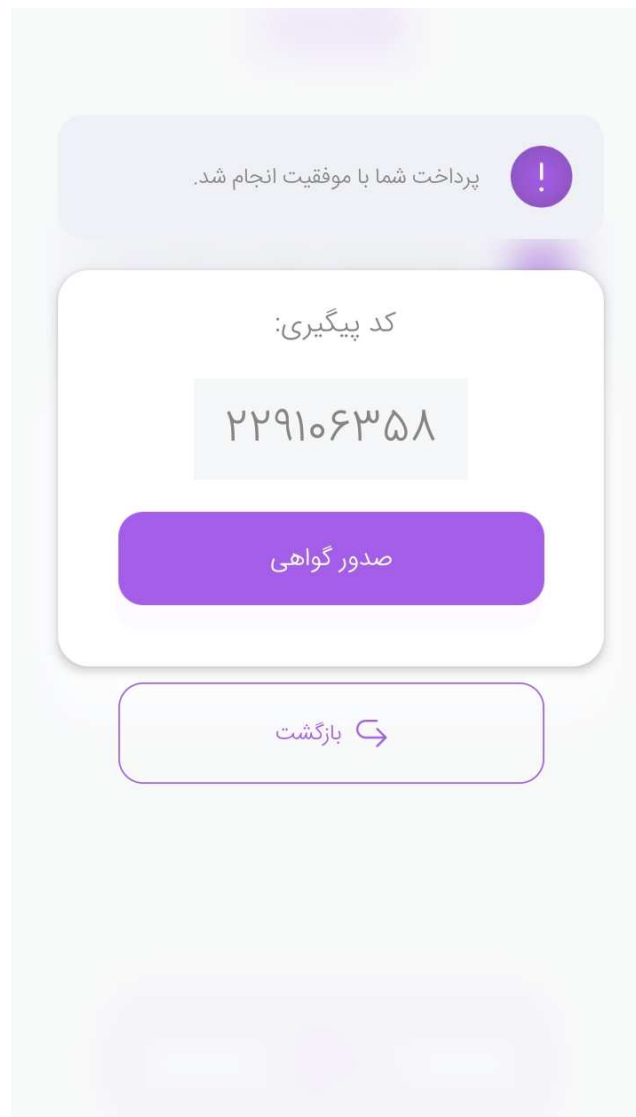 پرداخت شما با موفقیت انجام شد.
کد پیگیری:
۲۲۹۱۰۶۳۵۸
صدور گواهی
بازگشت